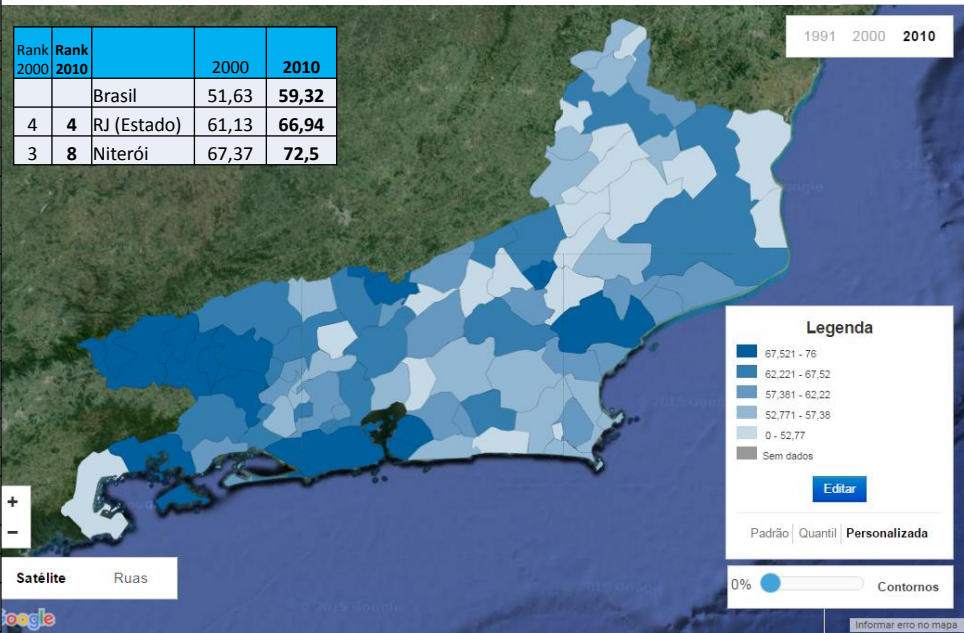 Rank 2000 Rank 2010 2000 2010
Brasil 51,63 59,32
4 4 RJ (Estado) 61,13 66,94
3 8 Niterói 67,37 72,5
1991 2000 2010
Legenda
67,521 - 76
62,221 - 67,52
57,381 - 62,22
52,771 - 57,38
0 - 52,77
Sem dados
Editar
Padrão Quantil Personalizada
0% Contornos
+
−
Satélite Ruas
Google
Informar erro no mapa